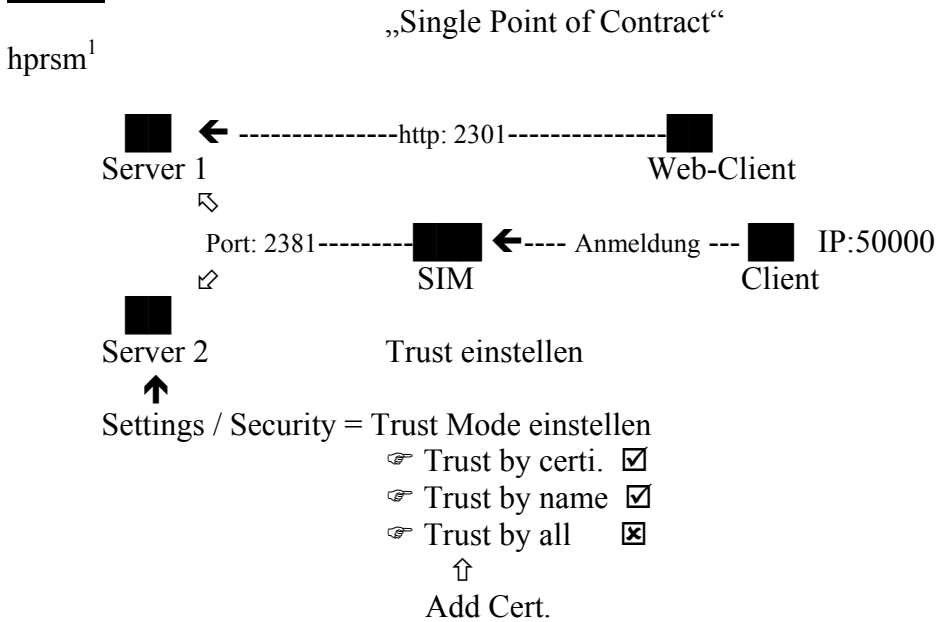 „Single Point of Contract“
hprsm¹
██ 🡸 ---------------http: 2301---------------██
Server 1 Web-Client
⬁
Port: 2381---------███ 🡸---- Anmeldung --- ██ IP:50000
⬃ SIM Client
██
Server 2 Trust einstellen
🡹
Settings / Security = Trust Mode einstellen
☞ Trust by certi. ☑
☞ Trust by name ☑
☞ Trust by all ☒
⇧
Add Cert.